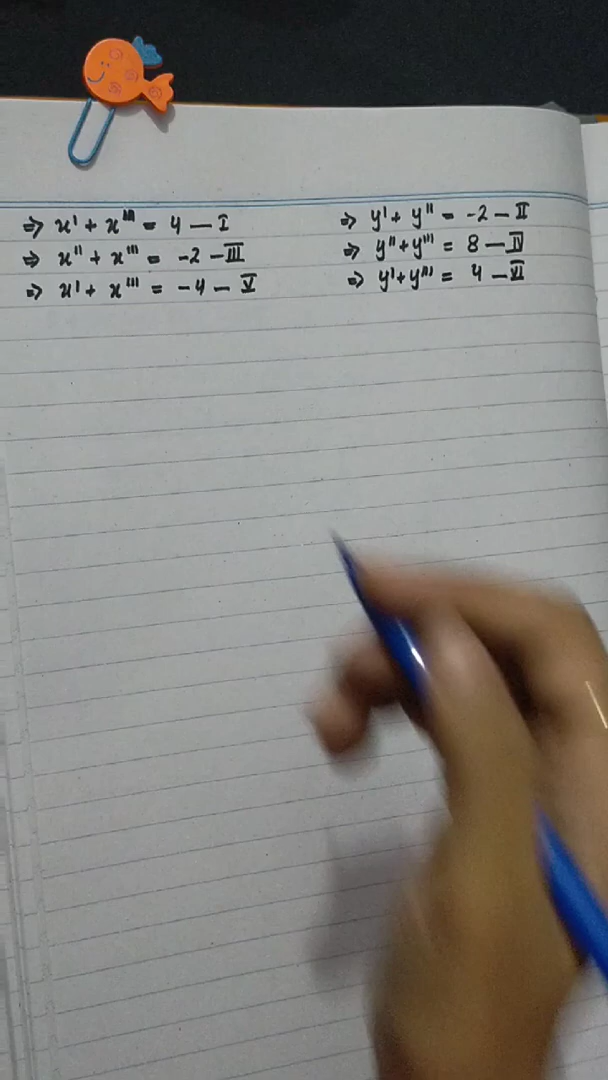 ⇒ x' + x''' = 4 — I
⇒ y' + y'' = -2 — II
⇒ x'' + x''' = -2 — III
⇒ y'' + y''' = 8 — IV
⇒ x' + x''' = -4 — V
⇒ y' + y''' = 4 — VI